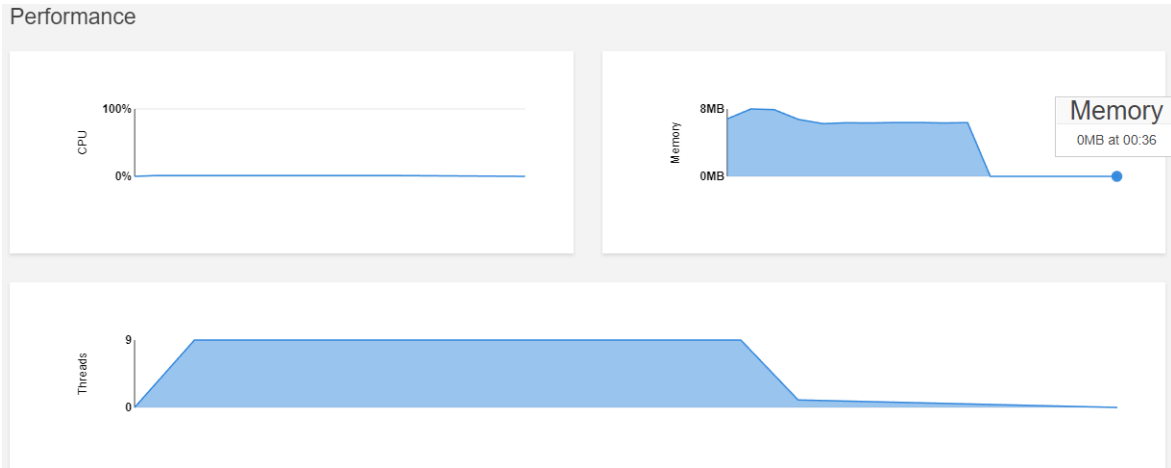 Performance
100%
CPU
0%
8MB
Memory
0MB
Memory
0MB at 00:36
9
Threads
0